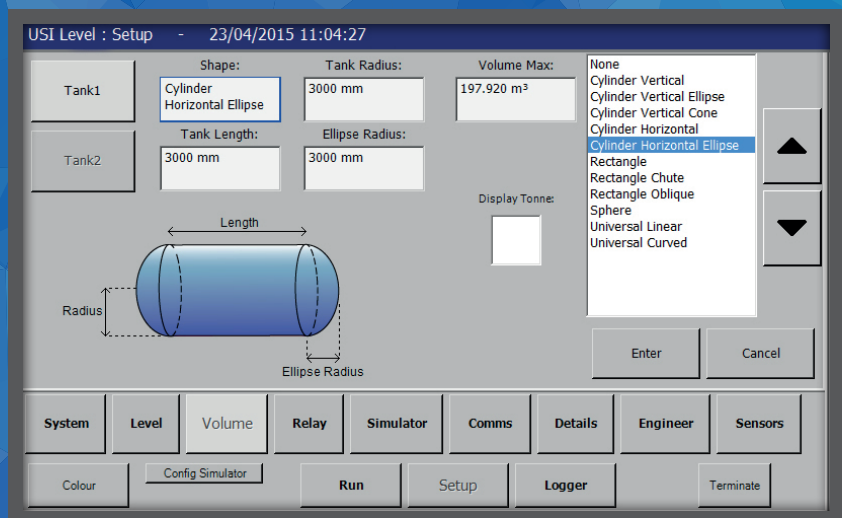 USI Level : Setup - 23/04/2015 11:04:27
Shape:
Tank Radius:
Volume Max:
Tank1
Cylinder
Horizontal Ellipse
3000 mm
197.920 m³
Tank Length:
Ellipse Radius:
Tank2
3000 mm
3000 mm
Display Tonne:
None
Cylinder Vertical
Cylinder Vertical Ellipse
Cylinder Vertical Cone
Cylinder Horizontal
Cylinder Horizontal Ellipse
Rectangle
Rectangle Chute
Rectangle Oblique
Sphere
Universal Linear
Universal Curved
Length
Radius
Ellipse Radius
Enter
Cancel
System
Level
Volume
Relay
Simulator
Comms
Details
Engineer
Sensors
Colour
Config Simulator
Run
Setup
Logger
Terminate